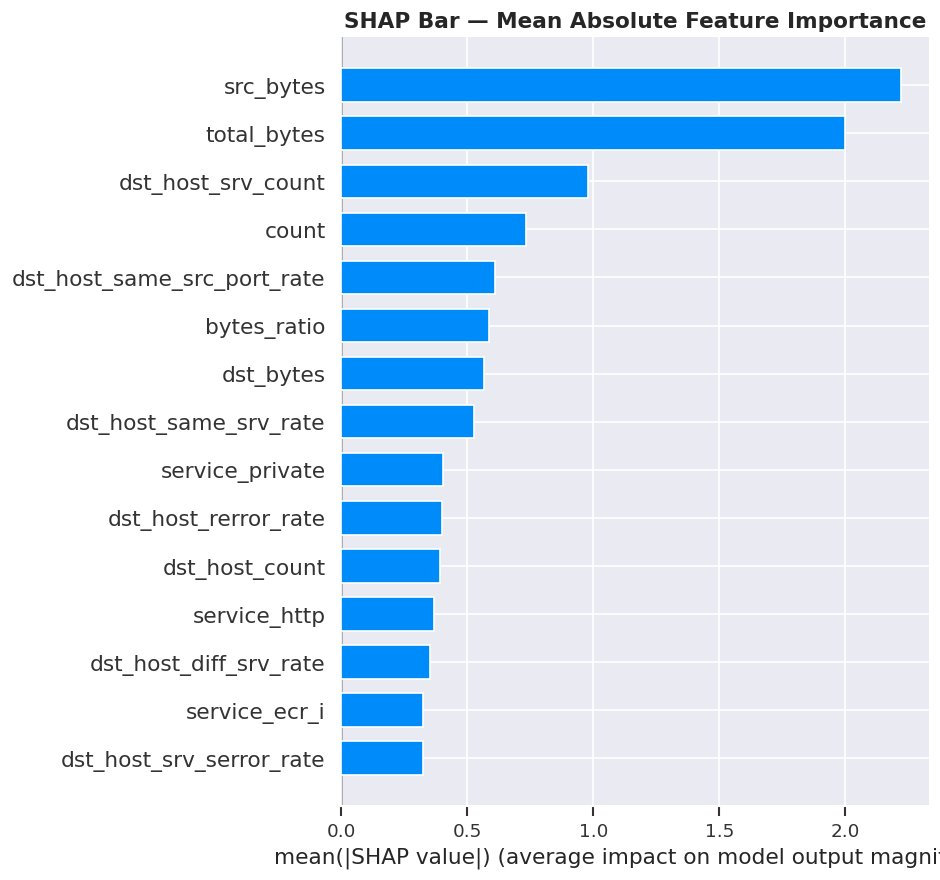 SHAP Bar — Mean Absolute Feature Importance
src_bytes
total_bytes
dst_host_srv_count
count
dst_host_same_src_port_rate
bytes_ratio
dst_bytes
dst_host_same_srv_rate
service_private
dst_host_rerror_rate
dst_host_count
service_http
dst_host_diff_srv_rate
service_ecr_i
dst_host_srv_serror_rate
0.0 0.5 1.0 1.5 2.0
mean(|SHAP value|) (average impact on model output magni